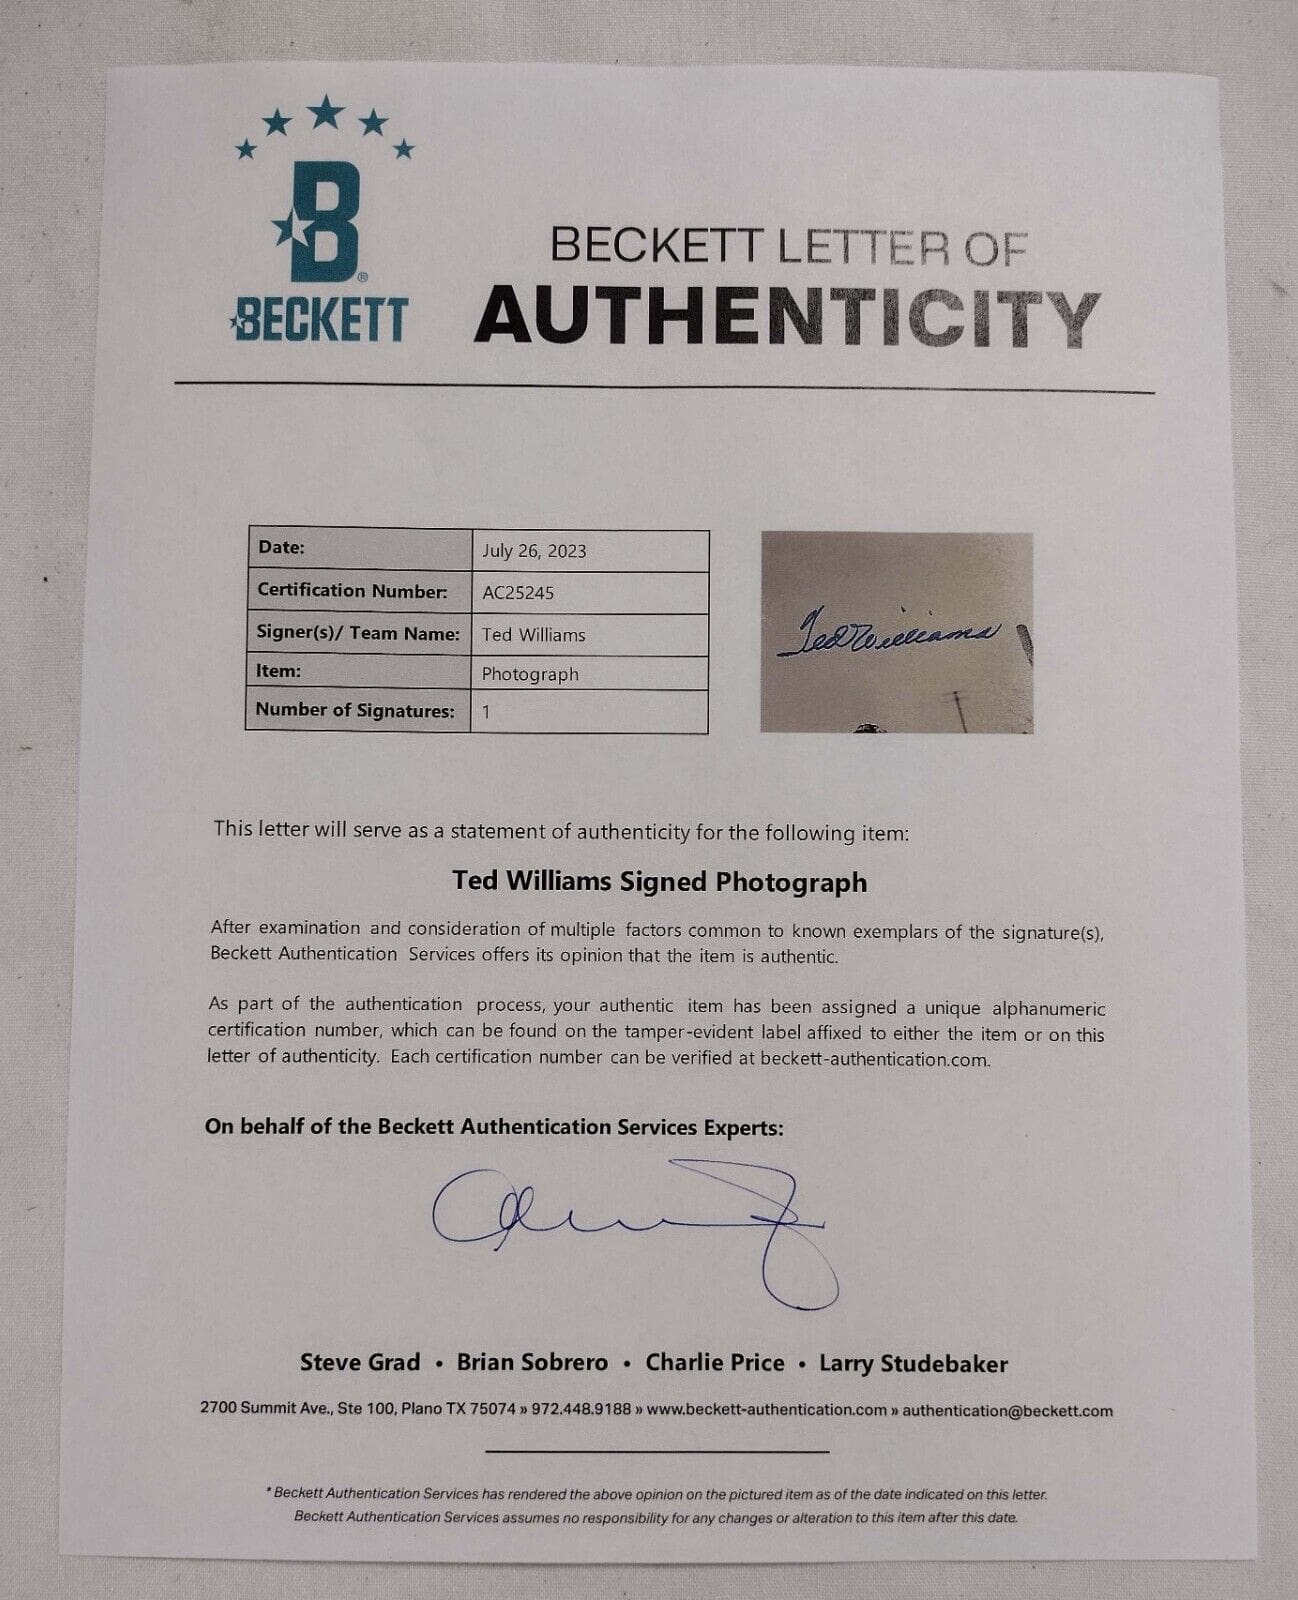 B®
BECKETT
BECKETT LETTER OF
AUTHENTICITY
Date: July 26, 2023
Certification Number: AC25245
Signer(s)/ Team Name: Ted Williams
Item: Photograph
Number of Signatures: 1
Ted Williams
This letter will serve as a statement of authenticity for the following item:
Ted Williams Signed Photograph
After examination and consideration of multiple factors common to known exemplars of the signature(s),
Beckett Authentication Services offers its opinion that the item is authentic.
As part of the authentication process, your authentic item has been assigned a unique alphanumeric
certification number, which can be found on the tamper-evident label affixed to either the item or on this
letter of authenticity. Each certification number can be verified at beckett-authentication.com.
On behalf of the Beckett Authentication Services Experts:
Steve Grad • Brian Sobrero • Charlie Price • Larry Studebaker
2700 Summit Ave., Ste 100, Plano TX 75074 » 972.448.9188 » www.beckett-authentication.com » authentication@beckett.com
* Beckett Authentication Services has rendered the above opinion on the pictured item as of the date indicated on this letter.
Beckett Authentication Services assumes no responsibility for any changes or alteration to this item after this date.